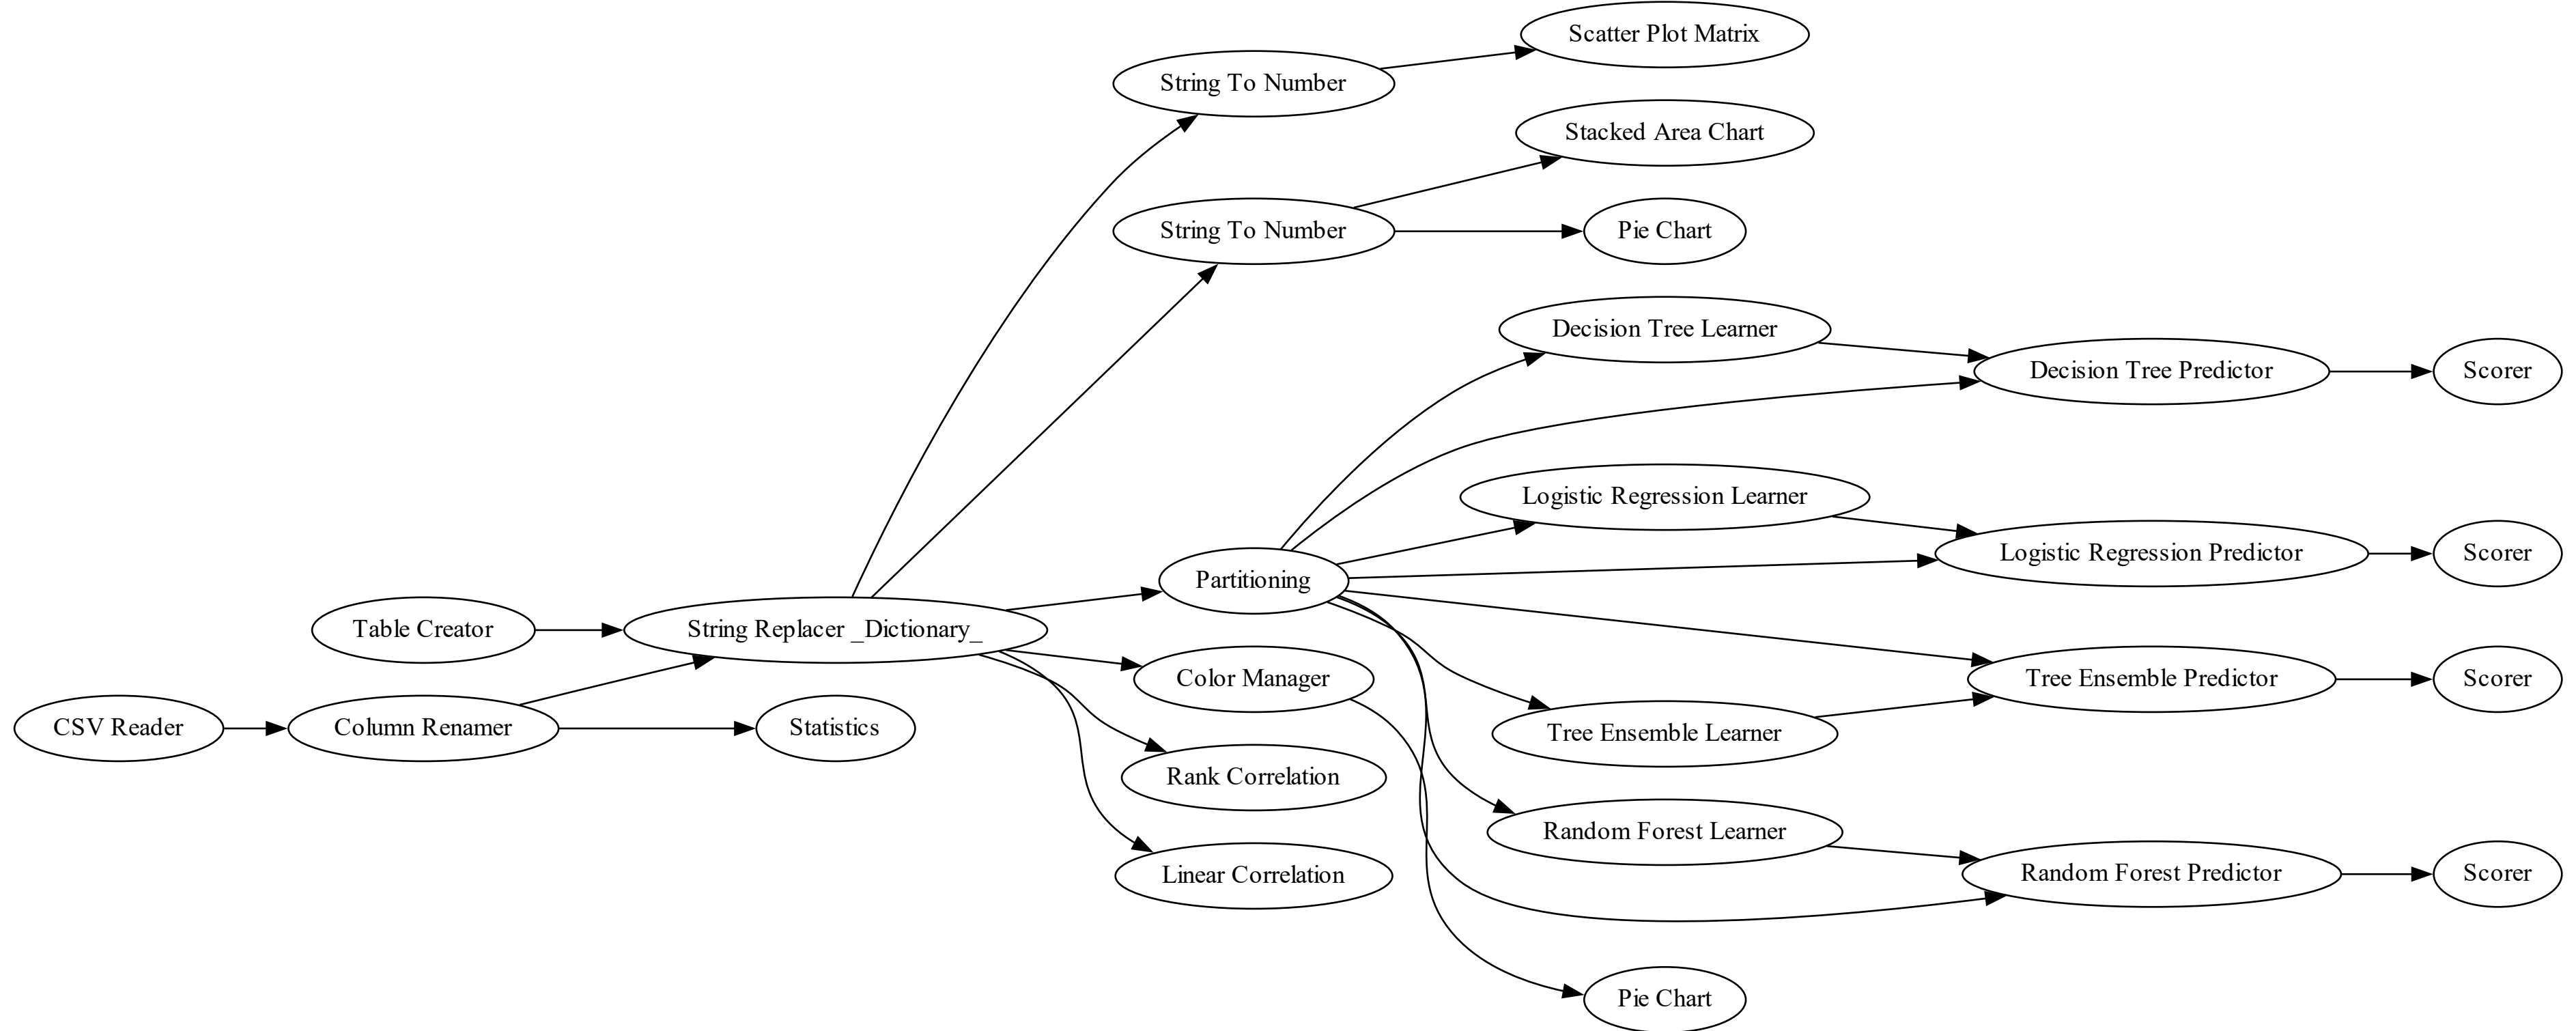 Scatter Plot Matrix
String To Number
Stacked Area Chart
String To Number
Pie Chart
Decision Tree Learner
Decision Tree Predictor
Scorer
Logistic Regression Learner
Logistic Regression Predictor
Scorer
Partitioning
Table Creator
String Replacer _Dictionary_
Color Manager
Tree Ensemble Predictor
Scorer
CSV Reader
Column Renamer
Statistics
Tree Ensemble Learner
Rank Correlation
Random Forest Learner
Linear Correlation
Random Forest Predictor
Scorer
Pie Chart